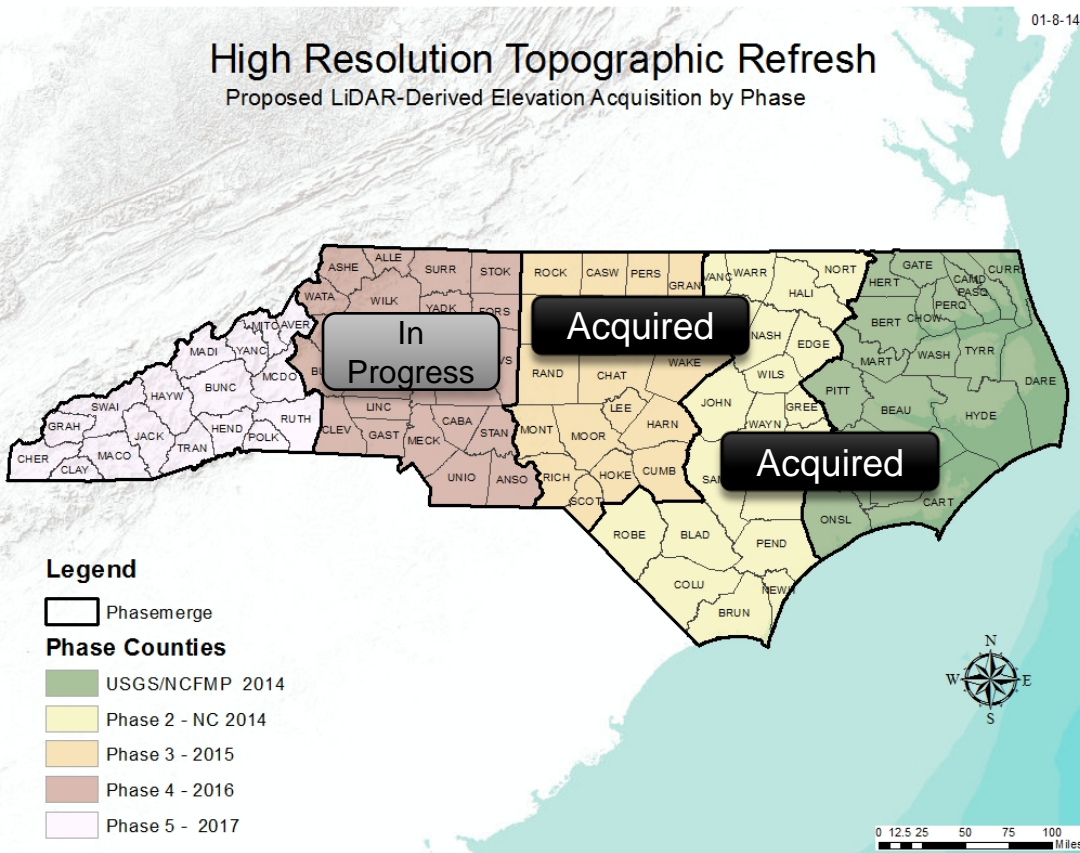 01-8-14
High Resolution Topographic Refresh
Proposed LiDAR-Derived Elevation Acquisition by Phase
ASHE
ALLE
SURR
STOK
ROCK
CASW
PERS
GRAN
VANC
WARR
NORT
HERT
GATE
CAMD
CURR
PASQ
PERQ
WATA
WILK
YADK
FORS
HALI
BERT
CHOW
MITC
AVER
In
Progress
Acquired
NASH
EDGE
MADI
YANC
MCDO
RAND
CHAT
WAKE
WILS
MART
WASH
TYRR
DARE
BUNC
HAYW
SWAI
GRAH
JACK
HEND
RUTH
POLK
TRAN
MACO
CHER
CLAY
LINC
CLEV
GAST
MECK
CABA
STAN
UNIO
ANSO
MONT
MOOR
LEE
HARN
RICH
HOKE
CUMB
SCOT
JOHN
WAYN
GREE
PITT
BEAU
HYDE
Acquired
CART
ONSL
ROBE
BLAD
PEND
COLU
NEWH
BRUN
Legend
Phasemerge
Phase Counties
USGS/NCFMP 2014
Phase 2 - NC 2014
Phase 3 - 2015
Phase 4 - 2016
Phase 5 - 2017
N
W
E
S
0 12.5 25 50 75 100
Miles